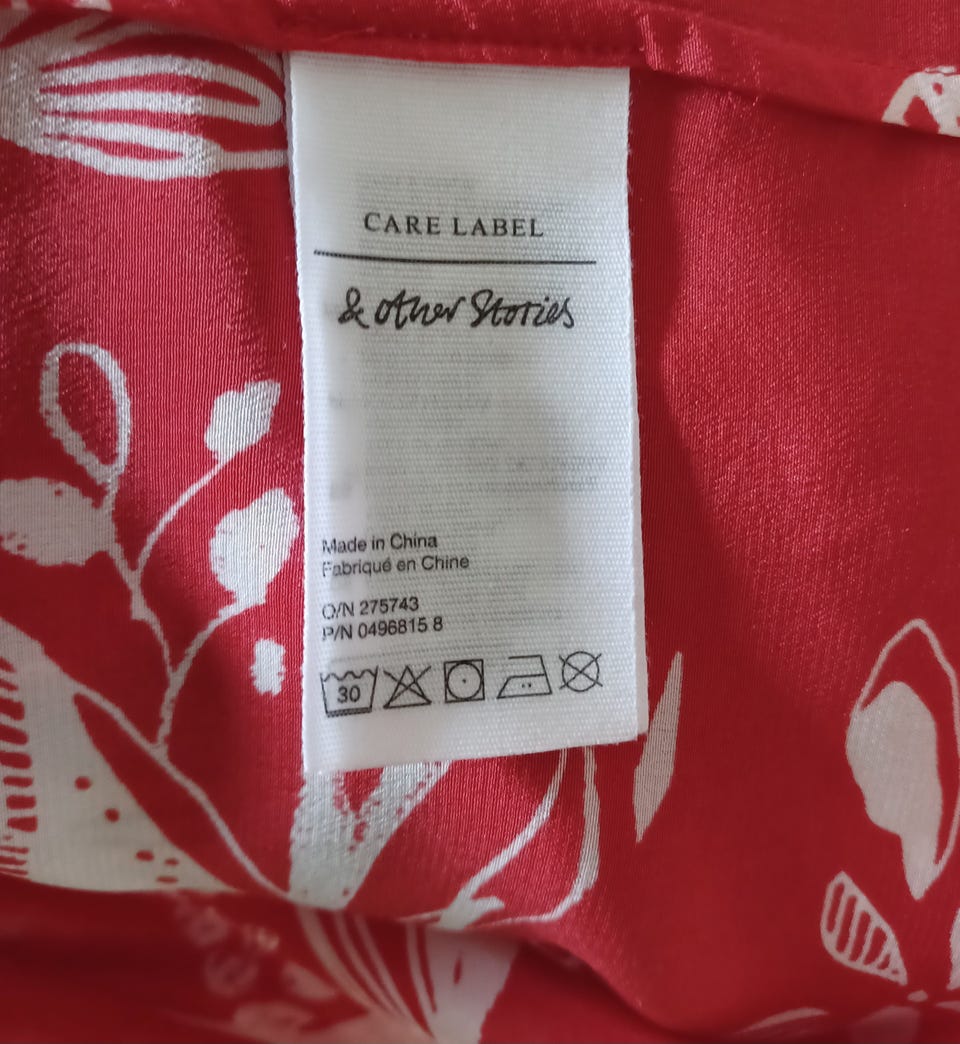 CARE LABEL
& other Stories
Made in China
Fabriqué en Chine
O/N 275743
P/N 0496815 8
30